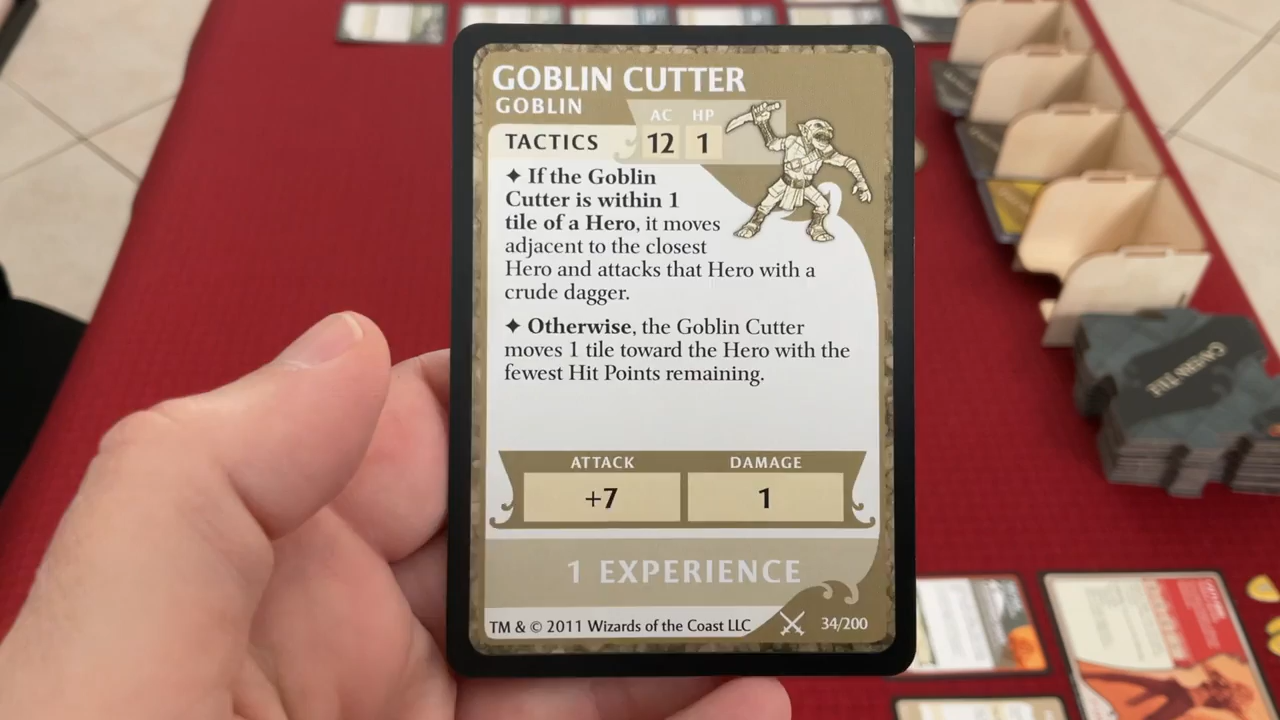 GOBLIN CUTTER
GOBLIN
AC HP
TACTICS 12 1
✦ If the Goblin
Cutter is within 1
tile of a Hero, it moves
adjacent to the closest
Hero and attacks that Hero with a
crude dagger.
✦ Otherwise, the Goblin Cutter
moves 1 tile toward the Hero with the
fewest Hit Points remaining.
ATTACK DAMAGE
+7 1
1 EXPERIENCE
TM & © 2011 Wizards of the Coast LLC
34/200
CAVERN TILE